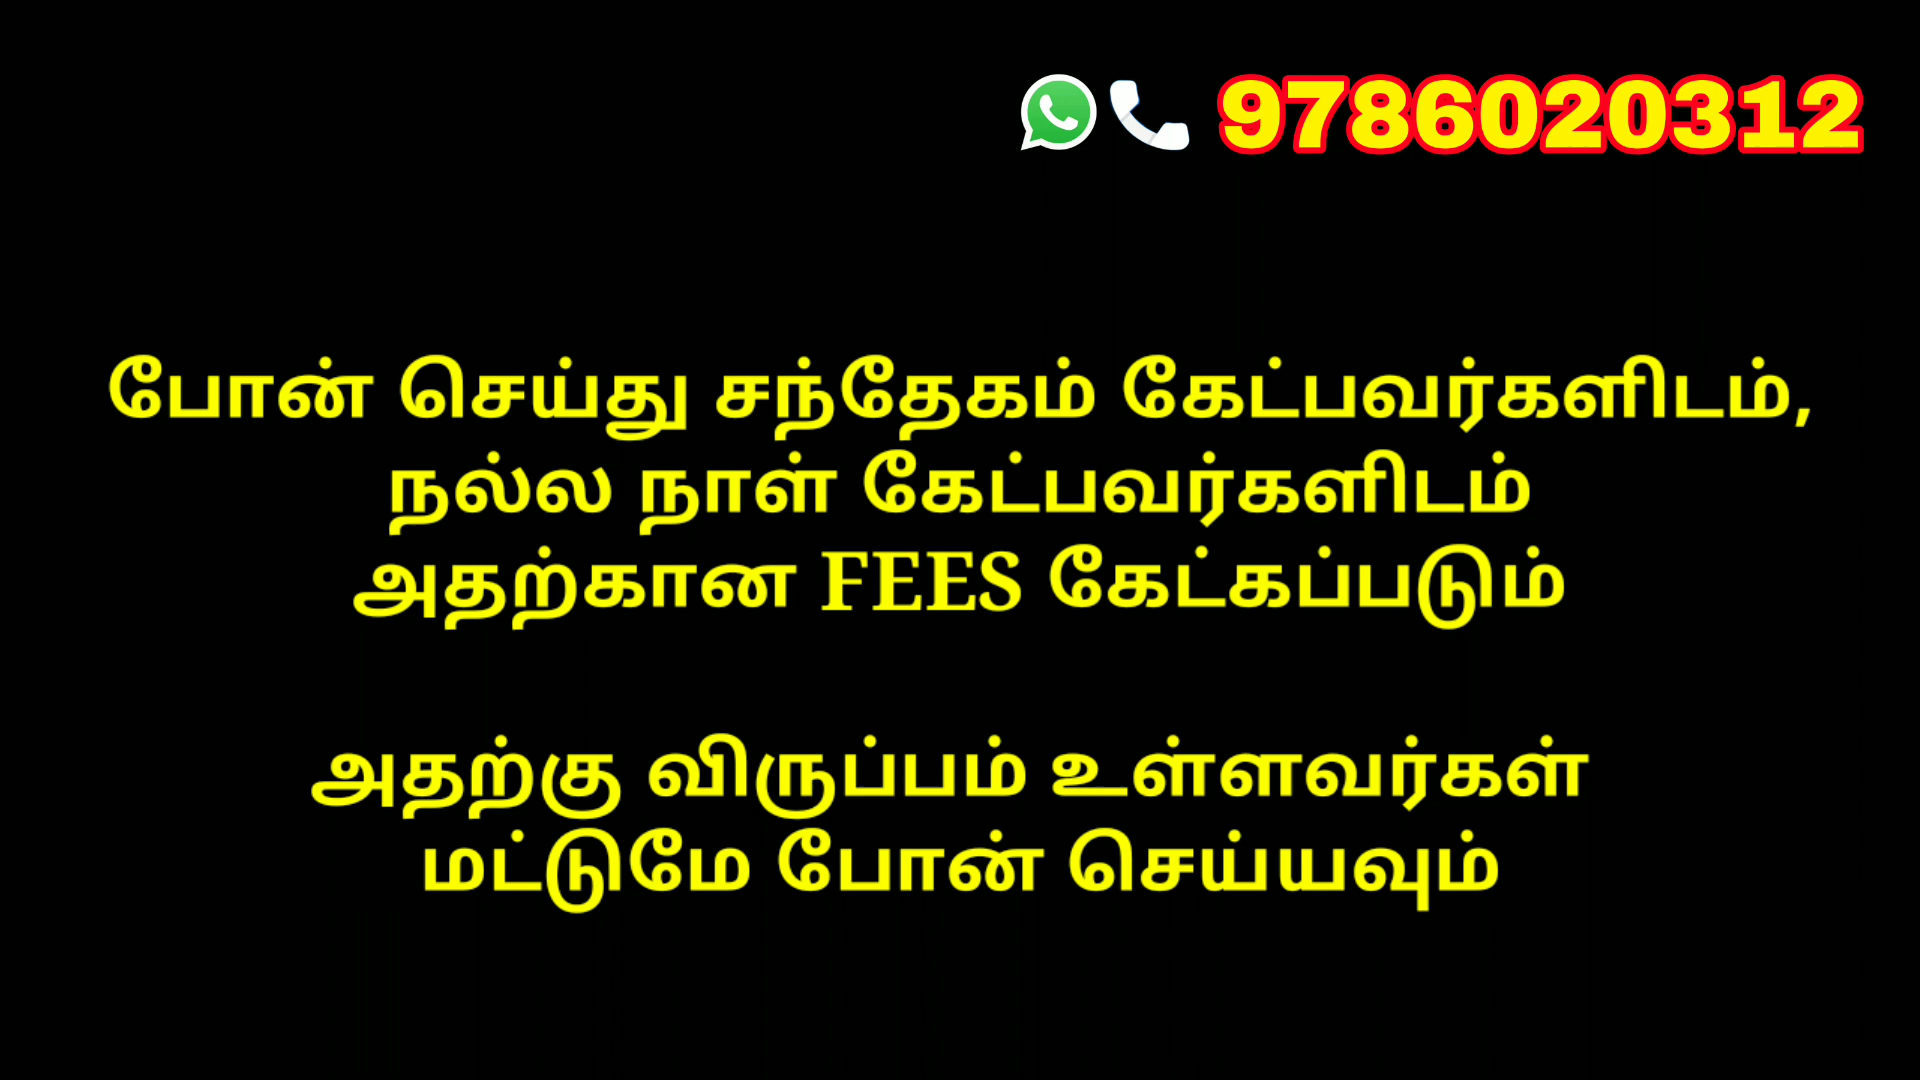 9786020312
போன் செய்து சந்தேகம் கேட்பவர்களிடம்,
நல்ல நாள் கேட்பவர்களிடம்
அதற்கான FEES கேட்கப்படும்
அதற்கு விருப்பம் உள்ளவர்கள்
மட்டுமே போன் செய்யவும்